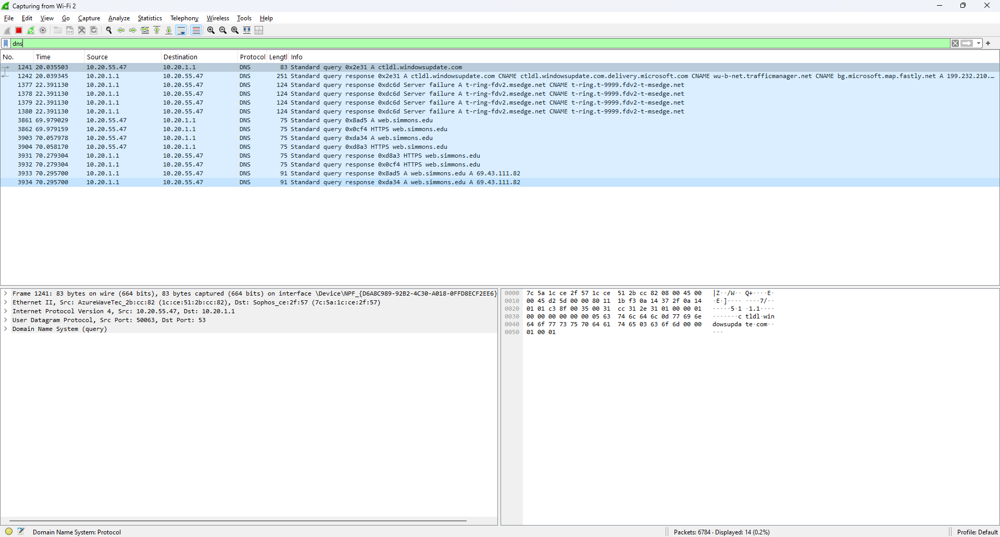 Capturing from Wi-Fi 2
File Edit View Go Capture Analyze Statistics Telephony Wireless Tools Help
dns
No. Time Source Destination Protocol Lengtl Info
1241 20.035503 10.20.55.47 10.20.1.1 DNS 83 Standard query 0x2e31 A ctldl.windowsupdate.com
1242 20.039345 10.20.1.1 10.20.55.47 DNS 251 Standard query response 0x2e31 A ctldl.windowsupdate.com CNAME ctldl.windowsupdate.com.delivery.microsoft.com CNAME wu-b-net.trafficmanager.net CNAME bg.microsoft.map.fastly.net A 199.232.210.…
1377 22.391130 10.20.1.1 10.20.55.47 DNS 124 Standard query response 0xdc6d Server failure A t-ring-fdv2.msedge.net CNAME t-ring.t-9999.fdv2-t-msedge.net
1378 22.391130 10.20.1.1 10.20.55.47 DNS 124 Standard query response 0xdc6d Server failure A t-ring-fdv2.msedge.net CNAME t-ring.t-9999.fdv2-t-msedge.net
1379 22.391130 10.20.1.1 10.20.55.47 DNS 124 Standard query response 0xdc6d Server failure A t-ring-fdv2.msedge.net CNAME t-ring.t-9999.fdv2-t-msedge.net
1380 22.391130 10.20.1.1 10.20.55.47 DNS 124 Standard query response 0xdc6d Server failure A t-ring-fdv2.msedge.net CNAME t-ring.t-9999.fdv2-t-msedge.net
3861 69.979029 10.20.55.47 10.20.1.1 DNS 75 Standard query 0x8ad5 A web.simmons.edu
3862 69.979159 10.20.55.47 10.20.1.1 DNS 75 Standard query 0x0cf4 HTTPS web.simmons.edu
3903 70.057978 10.20.55.47 10.20.1.1 DNS 75 Standard query 0xda34 A web.simmons.edu
3904 70.058170 10.20.55.47 10.20.1.1 DNS 75 Standard query 0xd8a3 HTTPS web.simmons.edu
3931 70.279304 10.20.1.1 10.20.55.47 DNS 75 Standard query response 0xd8a3 HTTPS web.simmons.edu
3932 70.279304 10.20.1.1 10.20.55.47 DNS 75 Standard query response 0x0cf4 HTTPS web.simmons.edu
3933 70.295700 10.20.1.1 10.20.55.47 DNS 91 Standard query response 0x8ad5 A web.simmons.edu A 69.43.111.82
3934 70.295700 10.20.1.1 10.20.55.47 DNS 91 Standard query response 0xda34 A web.simmons.edu A 69.43.111.82
Frame 1241: 83 bytes on wire (664 bits), 83 bytes captured (664 bits) on interface \Device\NPF_{D6A8C989-92B2-4C30-A018-0FFD8ECF2EE6}
Ethernet II, Src: AzureWaveTec_2b:cc:82 (1c:ce:51:2b:cc:82), Dst: Sophos_ce:2f:57 (7c:5a:1c:ce:2f:57)
Internet Protocol Version 4, Src: 10.20.55.47, Dst: 10.20.1.1
User Datagram Protocol, Src Port: 50063, Dst Port: 53
Domain Name System (query)
0000 7c 5a 1c ce 2f 57 1c ce 51 2b cc 82 08 00 45 00 |Z··/W·· Q+····E·
0010 00 45 d2 5d 00 00 80 11 1b f3 0a 14 37 2f 0a 14 ·E·]···· ····7/··
0020 01 01 c3 8f 00 35 00 31 cc 31 2e 31 01 00 00 01 ·····5·1 ·1.1····
0030 00 00 00 00 00 00 05 63 74 6c 64 6c 0d 77 69 6e ·······c tldl·win
0040 64 6f 77 73 75 70 64 61 74 65 03 63 6f 6d 00 00 dowsupda te·com··
0050 01 00 01 ···
Domain Name System: Protocol
Packets: 6784 · Displayed: 14 (0.2%)
Profile: Default